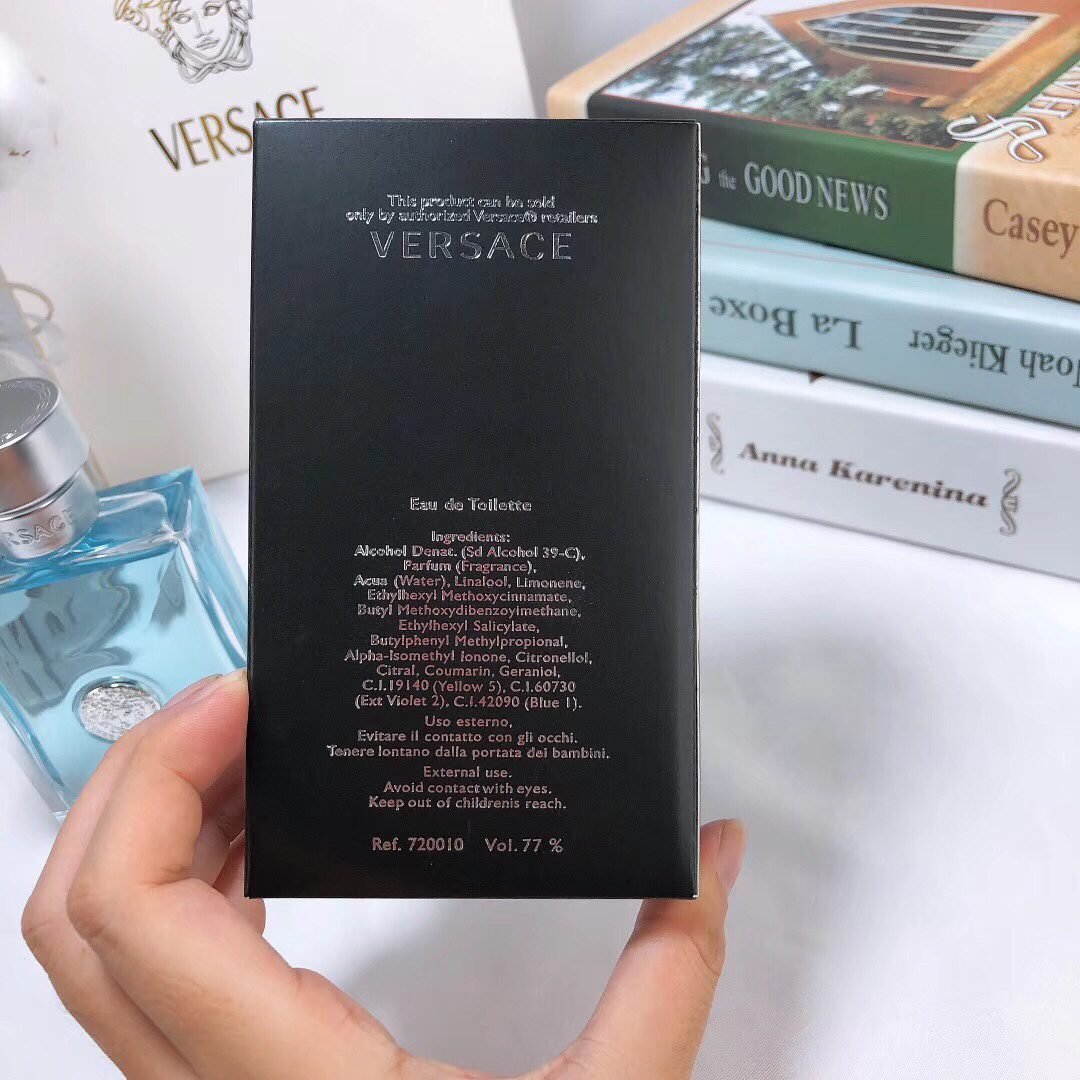 VERSACE
This product can be sold
only by authorized Versace® retailers
VERSACE
Eau de Toilette
Ingredients:
Alcohol Denat. (Sd Alcohol 39-C),
Parfum (Fragrance),
Acua (Water), Linalool, Limonene,
Ethylhexyl Methoxycinnamate,
Butyl Methoxydibenzoyimethane,
Ethylhexyl Salicylate,
Butylphenyl Methylpropional,
Alpha-Isomethyl Ionone, Citronellol,
Citral, Coumarin, Geraniol,
C.I.19140 (Yellow 5), C.I.60730
(Ext Violet 2), C.I.42090 (Blue 1).
Uso esterno,
Evitare il contatto con gli occhi.
Tenere lontano dalla portata dei bambini.
External use.
Avoid contact with eyes.
Keep out of childrenis reach.
Ref. 720010 Vol. 77 %
the GOOD NEWS
Casey
La Boxe
Klieger
Anna Karenina